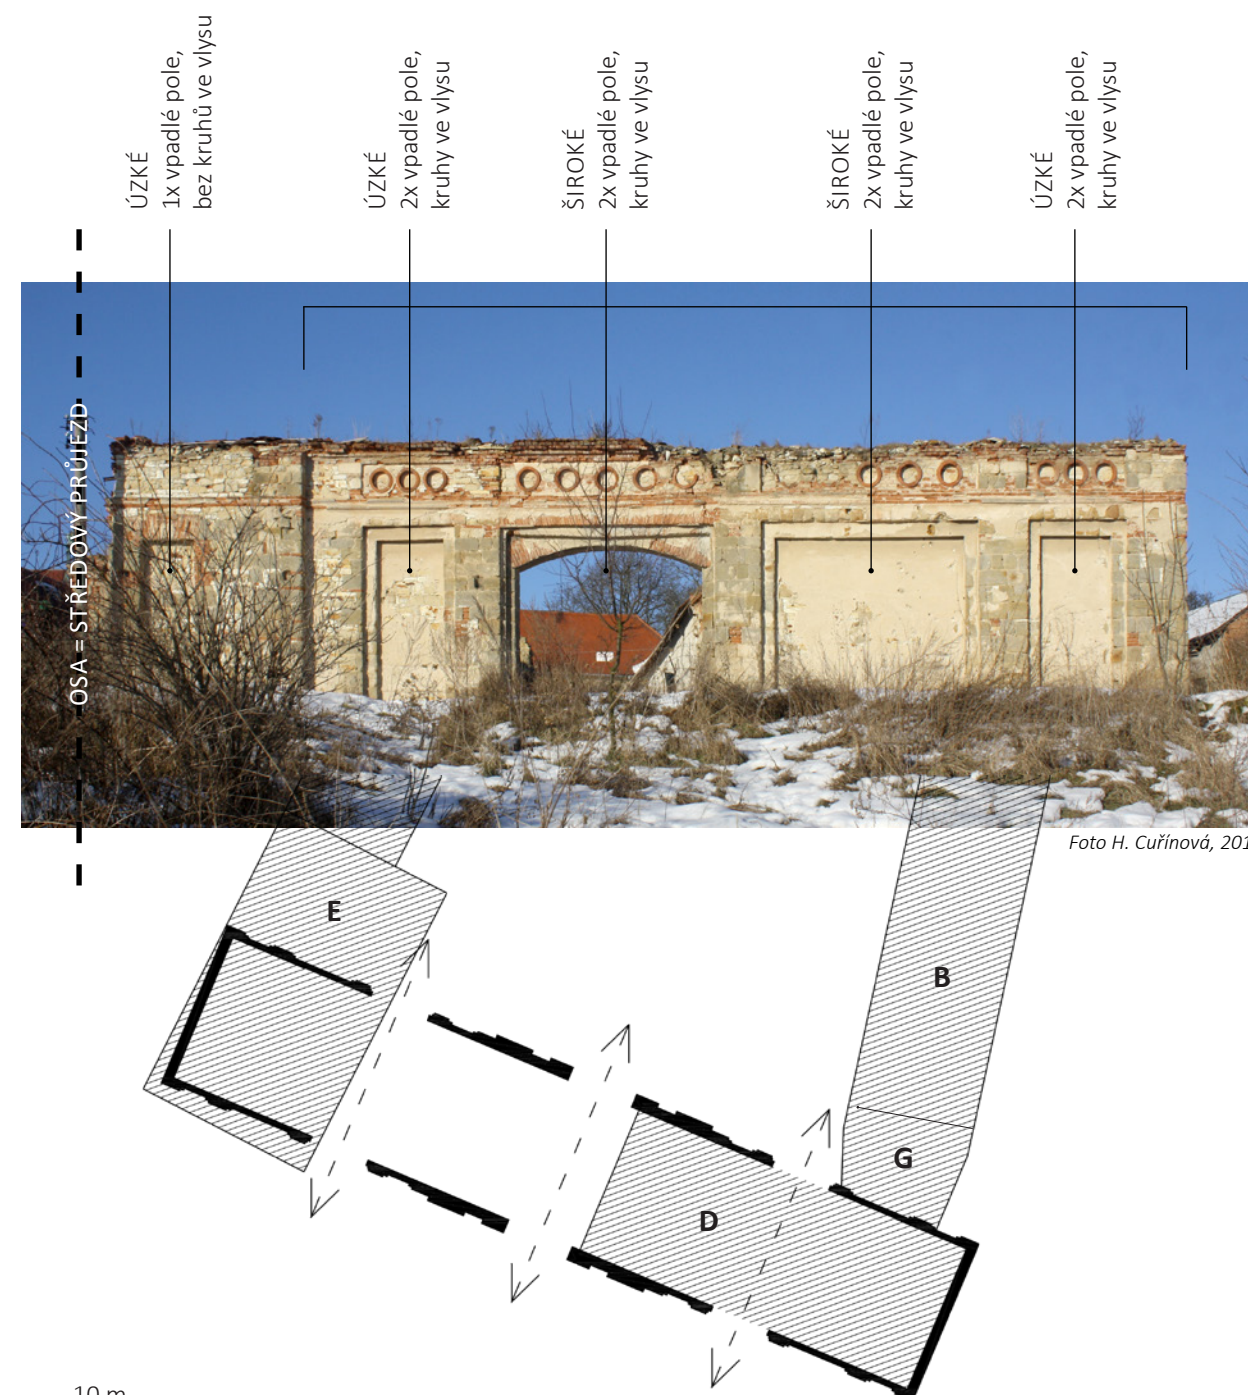 ÚZKÉ
1x vpadlé pole,
bez kruhů ve vlysu
ÚZKÉ
2x vpadlé pole,
kruhy ve vlysu
ŠIROKÉ
2x vpadlé pole,
kruhy ve vlysu
ŠIROKÉ
2x vpadlé pole,
kruhy ve vlysu
ÚZKÉ
2x vpadlé pole,
kruhy ve vlysu
OSA = STŘEDOVÝ PRŮJEZD
Foto H. Cuřínová, 201
E
B
G
D
10 m